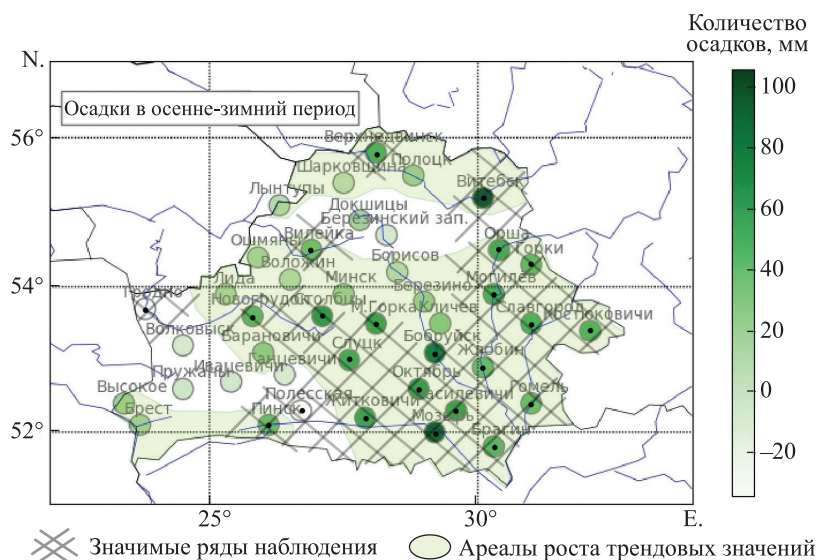 Количество
осадков, мм
N.
Осадки в осенне-зимний период
100
80
60
40
20
0
–20
56°
54°
52°
25°
30°
E.
Верхнедвинск
Шарковщина
Полоцк
Витебск
Лынтупы
Докшицы
Березинский зап.
Вилейка
Ошмяны
Воложин
Борисов
Орша
Горки
Лида
Минск
Березино
Могилев
Гродно
Новогрудок
Столбцы
М.Горка
Кличев
Славгород
Костюковичи
Волковыск
Барановичи
Слуцк
Бобруйск
Жлобин
Ганцевичи
Ивацевичи
Пружаны
Октябрь
Гомель
Высокое
Полесская
Житковичи
Василевичи
Брест
Пинск
Мозырь
Брагин
Значимые ряды наблюдения
Ареалы роста трендовых значений